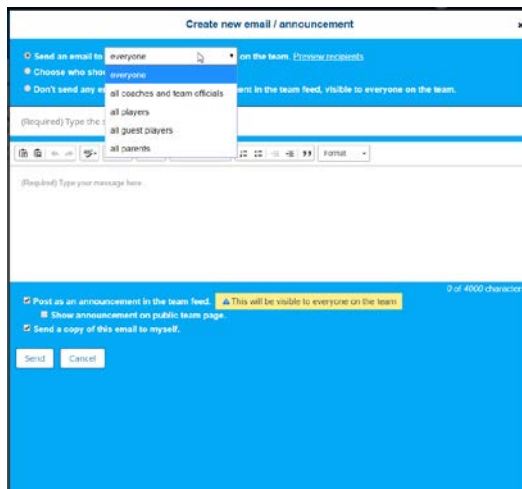 Create new email / announcement
Send an email to everyone on the team. Preview recipients
everyone
all coaches and team officials
all players
all guest players
all parents
Choose who sho
Don't send any e ent in the team feed, visible to everyone on the team.
(Required) Type the s
Format
(Required) Type your message here
0 of 4000 character
Post as an announcement in the team feed. This will be visible to everyone on the team
Show announcement on public team page.
Send a copy of this email to myself.
Send Cancel